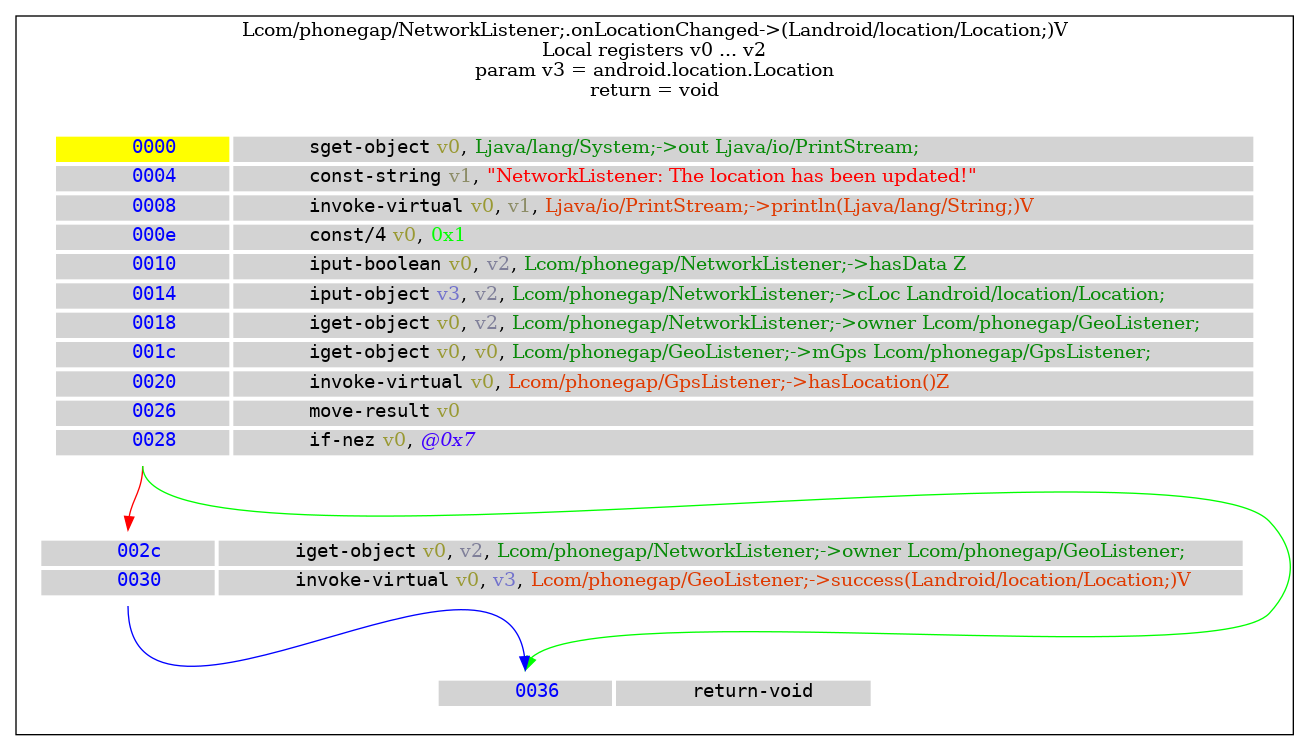 Lcom/phonegap/NetworkListener;.onLocationChanged->(Landroid/location/Location;)V
Local registers v0 ... v2
param v3 = android.location.Location
return = void
0000 sget-object v0, Ljava/lang/System;->out Ljava/io/PrintStream;
0004 const-string v1, "NetworkListener: The location has been updated!"
0008 invoke-virtual v0, v1, Ljava/io/PrintStream;->println(Ljava/lang/String;)V
000e const/4 v0, 0x1
0010 iput-boolean v0, v2, Lcom/phonegap/NetworkListener;->hasData Z
0014 iput-object v3, v2, Lcom/phonegap/NetworkListener;->cLoc Landroid/location/Location;
0018 iget-object v0, v2, Lcom/phonegap/NetworkListener;->owner Lcom/phonegap/GeoListener;
001c iget-object v0, v0, Lcom/phonegap/GeoListener;->mGps Lcom/phonegap/GpsListener;
0020 invoke-virtual v0, Lcom/phonegap/GpsListener;->hasLocation()Z
0026 move-result v0
0028 if-nez v0, @0x7
002c iget-object v0, v2, Lcom/phonegap/NetworkListener;->owner Lcom/phonegap/GeoListener;
0030 invoke-virtual v0, v3, Lcom/phonegap/GeoListener;->success(Landroid/location/Location;)V
0036 return-void